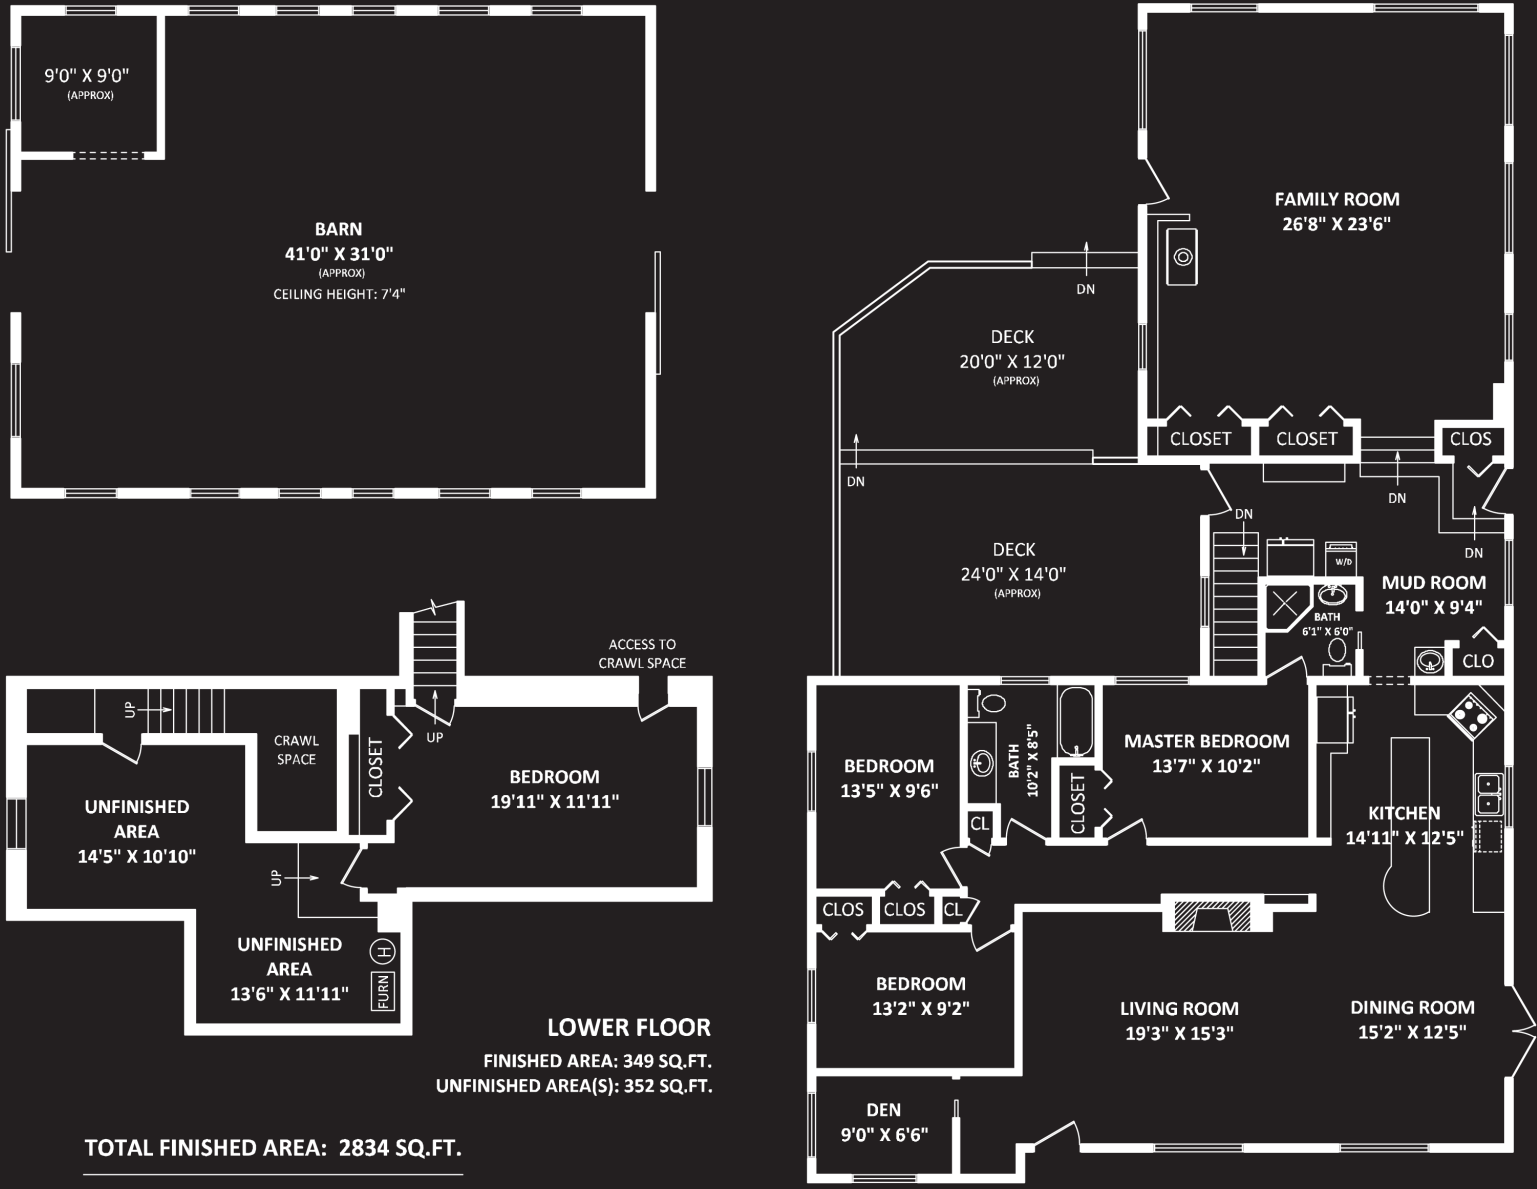 9'0" X 9'0"
(APPROX)
BARN
41'0" X 31'0"
(APPROX)
CEILING HEIGHT: 7'4"
FAMILY ROOM
26'8" X 23'6"
DN
DECK
20'0" X 12'0"
(APPROX)
CLOSET
CLOSET
CLOS
DN
DN
DN
DN
DECK
24'0" X 14'0"
(APPROX)
W/D
MUD ROOM
14'0" X 9'4"
BATH
6'1" X 6'0"
CLO
ACCESS TO
CRAWL SPACE
UP
UP
CRAWL
SPACE
CLOSET
BEDROOM
19'11" X 11'11"
UNFINISHED
AREA
14'5" X 10'10"
UP
UNFINISHED
AREA
13'6" X 11'11"
H
FURN
BEDROOM
13'5" X 9'6"
BATH
10'2" X 8'5"
CL
CLOSET
MASTER BEDROOM
13'7" X 10'2"
KITCHEN
14'11" X 12'5"
CLOS
CLOS
CL
BEDROOM
13'2" X 9'2"
LIVING ROOM
19'3" X 15'3"
DINING ROOM
15'2" X 12'5"
DEN
9'0" X 6'6"
LOWER FLOOR
FINISHED AREA: 349 SQ.FT.
UNFINISHED AREA(S): 352 SQ.FT.
TOTAL FINISHED AREA: 2834 SQ.FT.